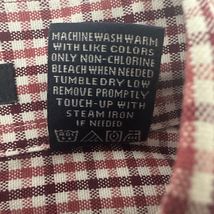 MACHINE WASH WARM
WITH LIKE COLORS
ONLY NON-CHLORINE
BLEACH WHEN NEEDED
TUMBLE DRY LOW
REMOVE PROMPTLY
TOUCH-UP WITH
STEAM IRON
IF NEEDED